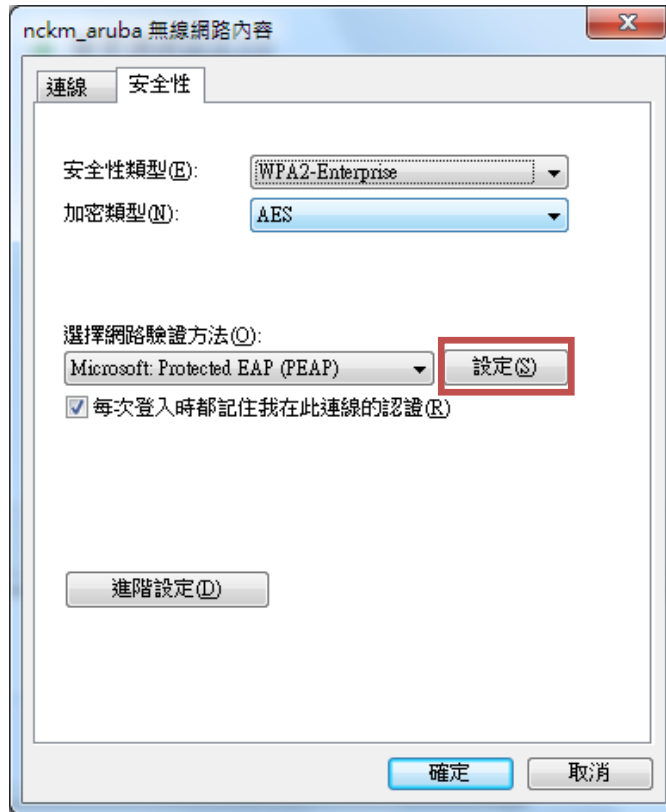 nckm_aruba 無線網路內容
連線 安全性
安全性類型(E): WPA2-Enterprise
加密類型(N): AES
選擇網路驗證方法(O):
Microsoft: Protected EAP (PEAP) 設定(S)
每次登入時都記住我在此連線的認證(R)
進階設定(D)
確定 取消